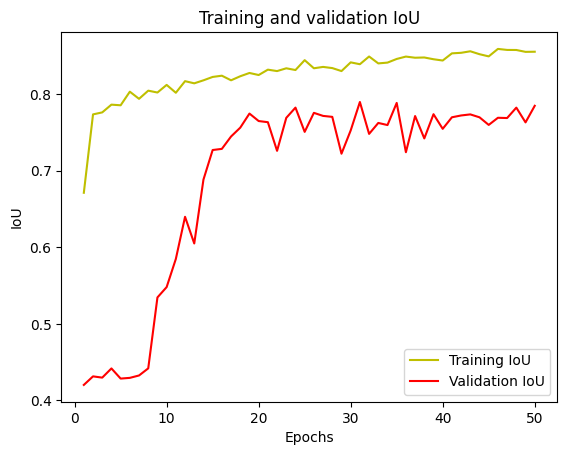 Training and validation IoU
IoU
0.8
0.7
0.6
0.5
0.4
0
10
20
30
40
50
Epochs
Training IoU
Validation IoU